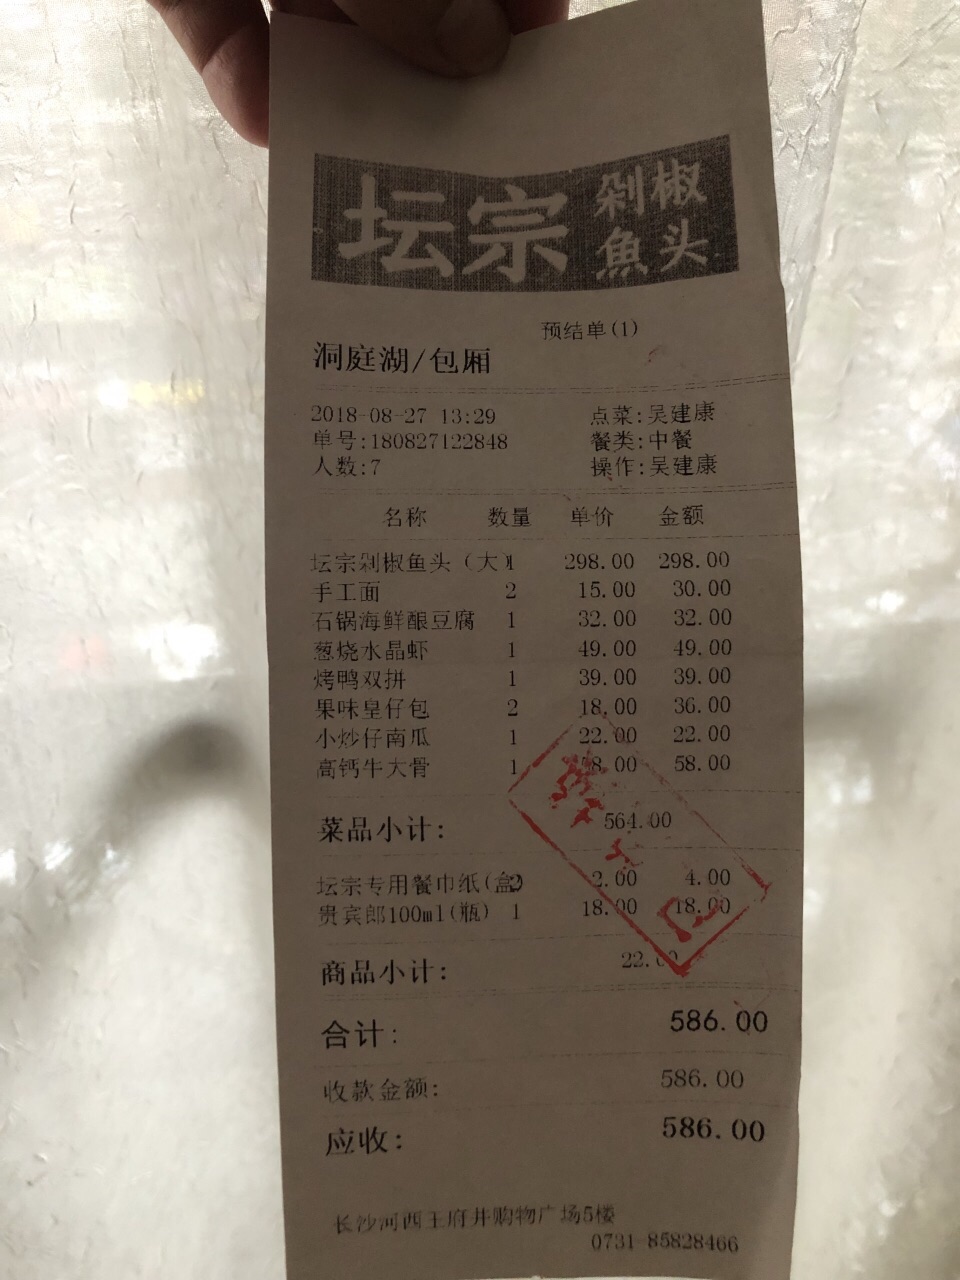 坛宗 剁椒
魚头
预结单(1)
洞庭湖/包厢
2018-08-27 13:29 点菜:吴建康
单号:180827122848 餐类:中餐
人数:7 操作:吴建康
名称 数量 单价 金额
坛宗剁椒鱼头（大）1 298.00 298.00
手工面 2 15.00 30.00
石锅海鲜酿豆腐 1 32.00 32.00
葱烧水晶虾 1 49.00 49.00
烤鸭双拼 1 39.00 39.00
果味皇仔包 2 18.00 36.00
小炒仔南瓜 1 22.00 22.00
高钙牛大骨 1 8.00 58.00
菜品小计: 564.00
坛宗专用餐巾纸(盒) 2.00 4.00
贵宾郎100ml(瓶) 1 18.00 18.00
商品小计: 22.00
合计: 586.00
收款金额: 586.00
应收: 586.00
长沙河西王府井购物广场5楼
0731-85828466